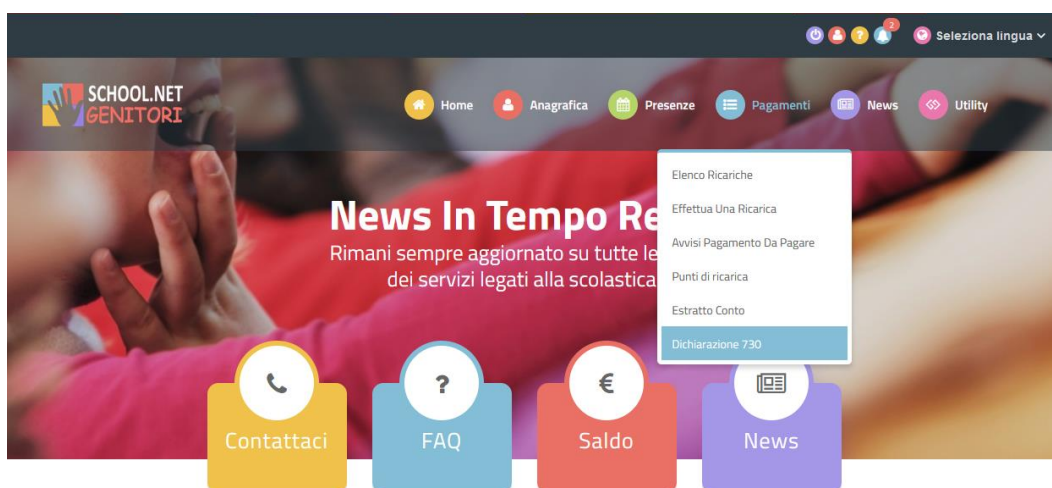 2
Seleziona lingua
SCHOOL.NET
GENITORI
Home
Anagrafica
Presenze
Pagamenti
News
Utility
Elenco Ricariche
Effettua Una Ricarica
Avvisi Pagamento Da Pagare
Punti di ricarica
Estratto Conto
Dichiarazione 730
News In Tempo Re
Rimani sempre aggiornato su tutte le
dei servizi legati alla scolastica
?
€
Contattaci
FAQ
Saldo
News